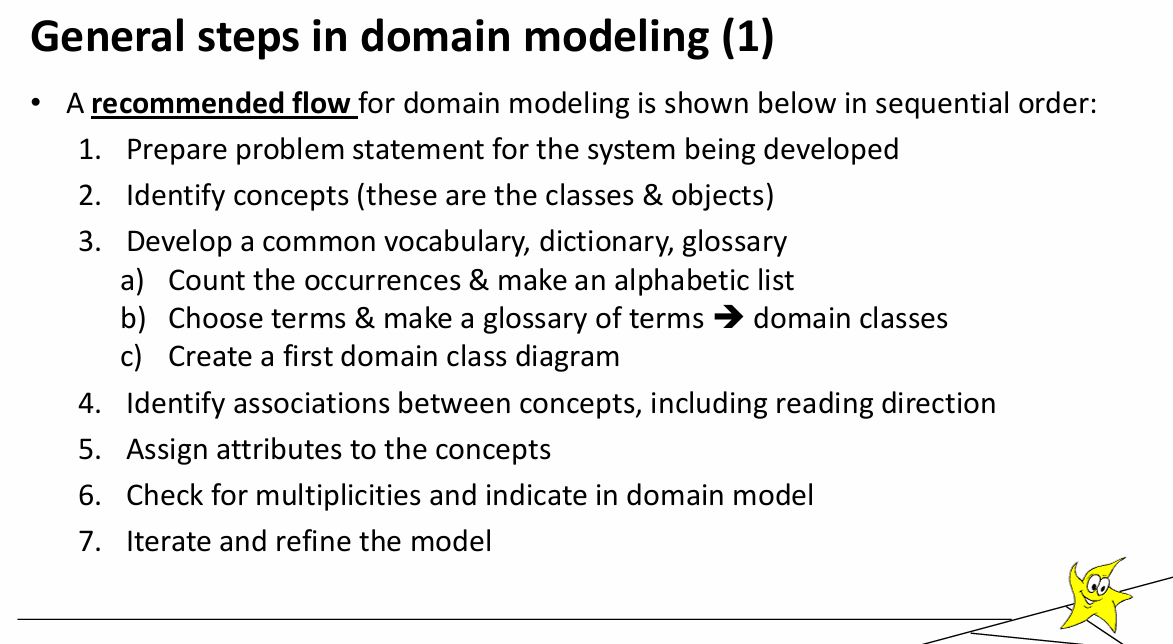 General steps in domain modeling (1)
• A recommended flow for domain modeling is shown below in sequential order:
1. Prepare problem statement for the system being developed
2. Identify concepts (these are the classes & objects)
3. Develop a common vocabulary, dictionary, glossary
a) Count the occurrences & make an alphabetic list
b) Choose terms & make a glossary of terms ➔ domain classes
c) Create a first domain class diagram
4. Identify associations between concepts, including reading direction
5. Assign attributes to the concepts
6. Check for multiplicities and indicate in domain model
7. Iterate and refine the model